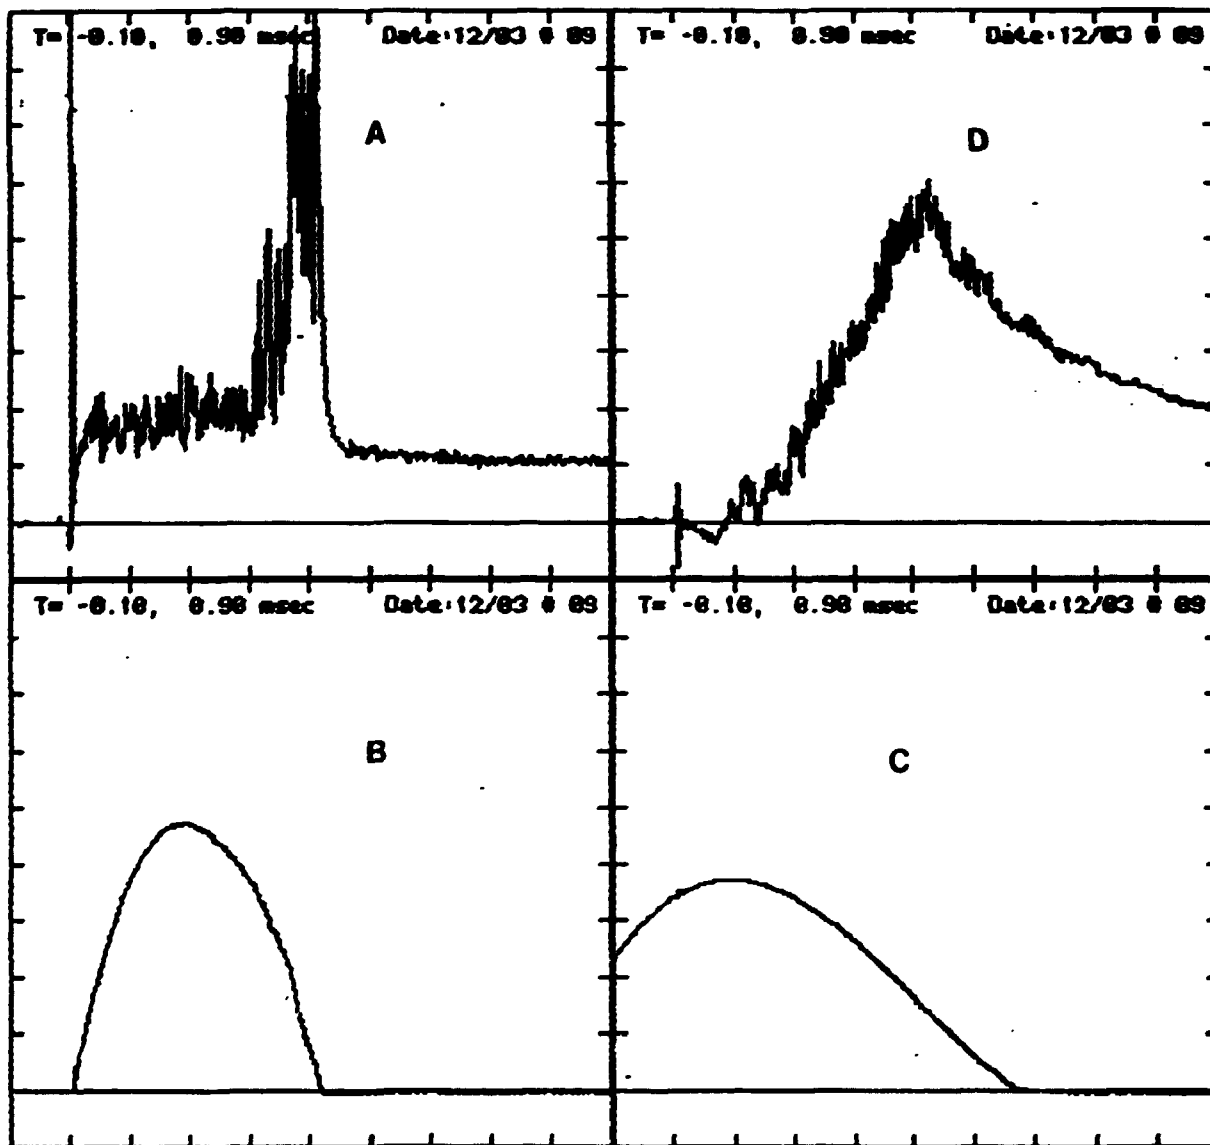 T= -0.10, 0.90 msec Date:12/03 # 09
A
T= -0.10, 0.90 msec Date:12/03 # 09
D
T= -0.10, 0.90 msec Date:12/03 # 09
B
T= -0.10, 0.90 msec Date:12/03 # 09
C